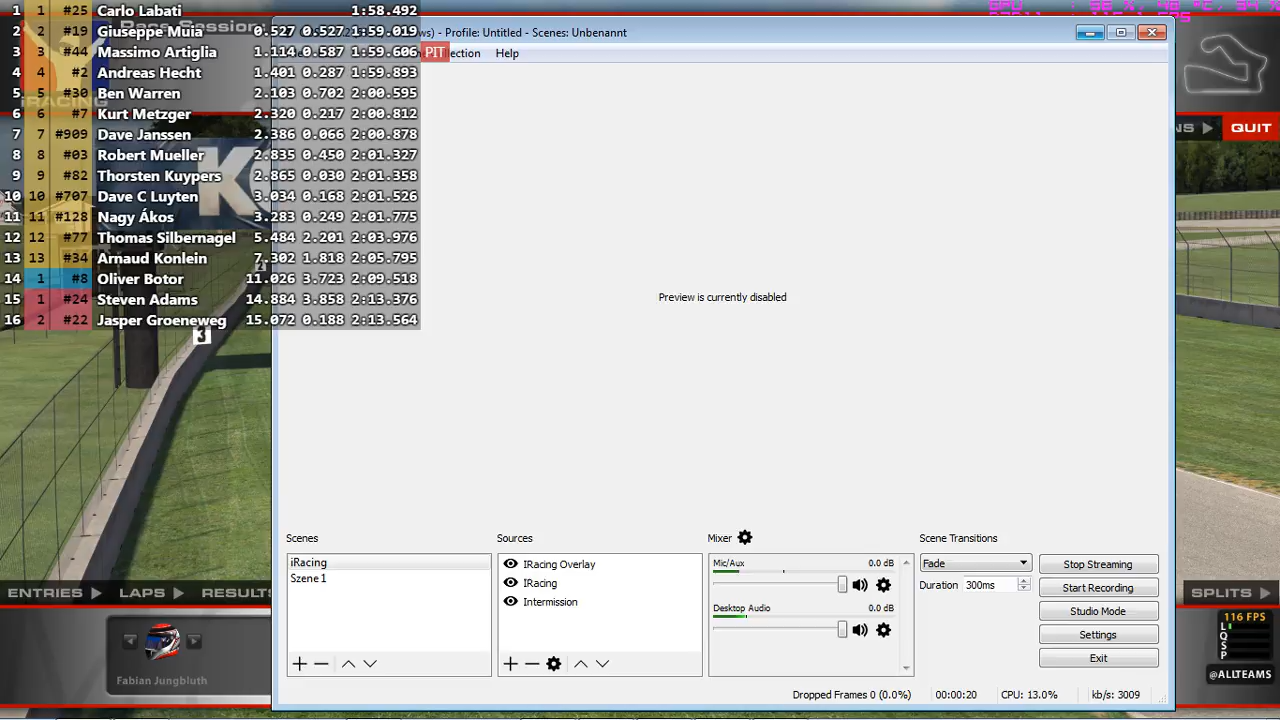 1 1 #25 Carlo Labati 1:58.492
2 2 #19 Giuseppe Muia 0.527 0.527 1:59.019
3 3 #44 Massimo Artiglia 1.114 0.587 1:59.606 PIT
4 4 #2 Andreas Hecht 1.401 0.287 1:59.893
5 5 #30 Ben Warren 2.103 0.702 2:00.595
6 6 #7 Kurt Metzger 2.320 0.217 2:00.812
7 7 #909 Dave Janssen 2.386 0.066 2:00.878
8 8 #03 Robert Mueller 2.835 0.450 2:01.327
9 9 #82 Thorsten Kuypers 2.865 0.030 2:01.358
10 10 #707 Dave C Luyten 3.034 0.168 2:01.526
11 11 #128 Nagy Ákos 3.283 0.249 2:01.775
12 12 #77 Thomas Silbernagel 5.484 2.201 2:03.976
13 13 #34 Arnaud Konlein 7.302 1.818 2:05.795
14 1 #8 Oliver Botor 11.026 3.723 2:09.518
15 1 #24 Steven Adams 14.884 3.858 2:13.376
16 2 #22 Jasper Groeneweg 15.072 0.188 2:13.564
3
Session:
iRACING
- Profile: Untitled - Scenes: Unbenannt
Help
QUIT
Preview is currently disabled
Scenes
iRacing
Szene 1
Sources
IRacing Overlay
IRacing
Intermission
Mixer
Mic/Aux 0.0 dB
Desktop Audio 0.0 dB
Scene Transitions
Fade
Duration 300ms
Stop Streaming
Start Recording
Studio Mode
Settings
Exit
Dropped Frames 0 (0.0%) 00:00:20 CPU: 13.0% kb/s: 3009
ENTRIES LAPS RESULTS
SPLITS
Fabian Jungbluth
116 FPS
L
Q
S
P
@ALLTEAMS